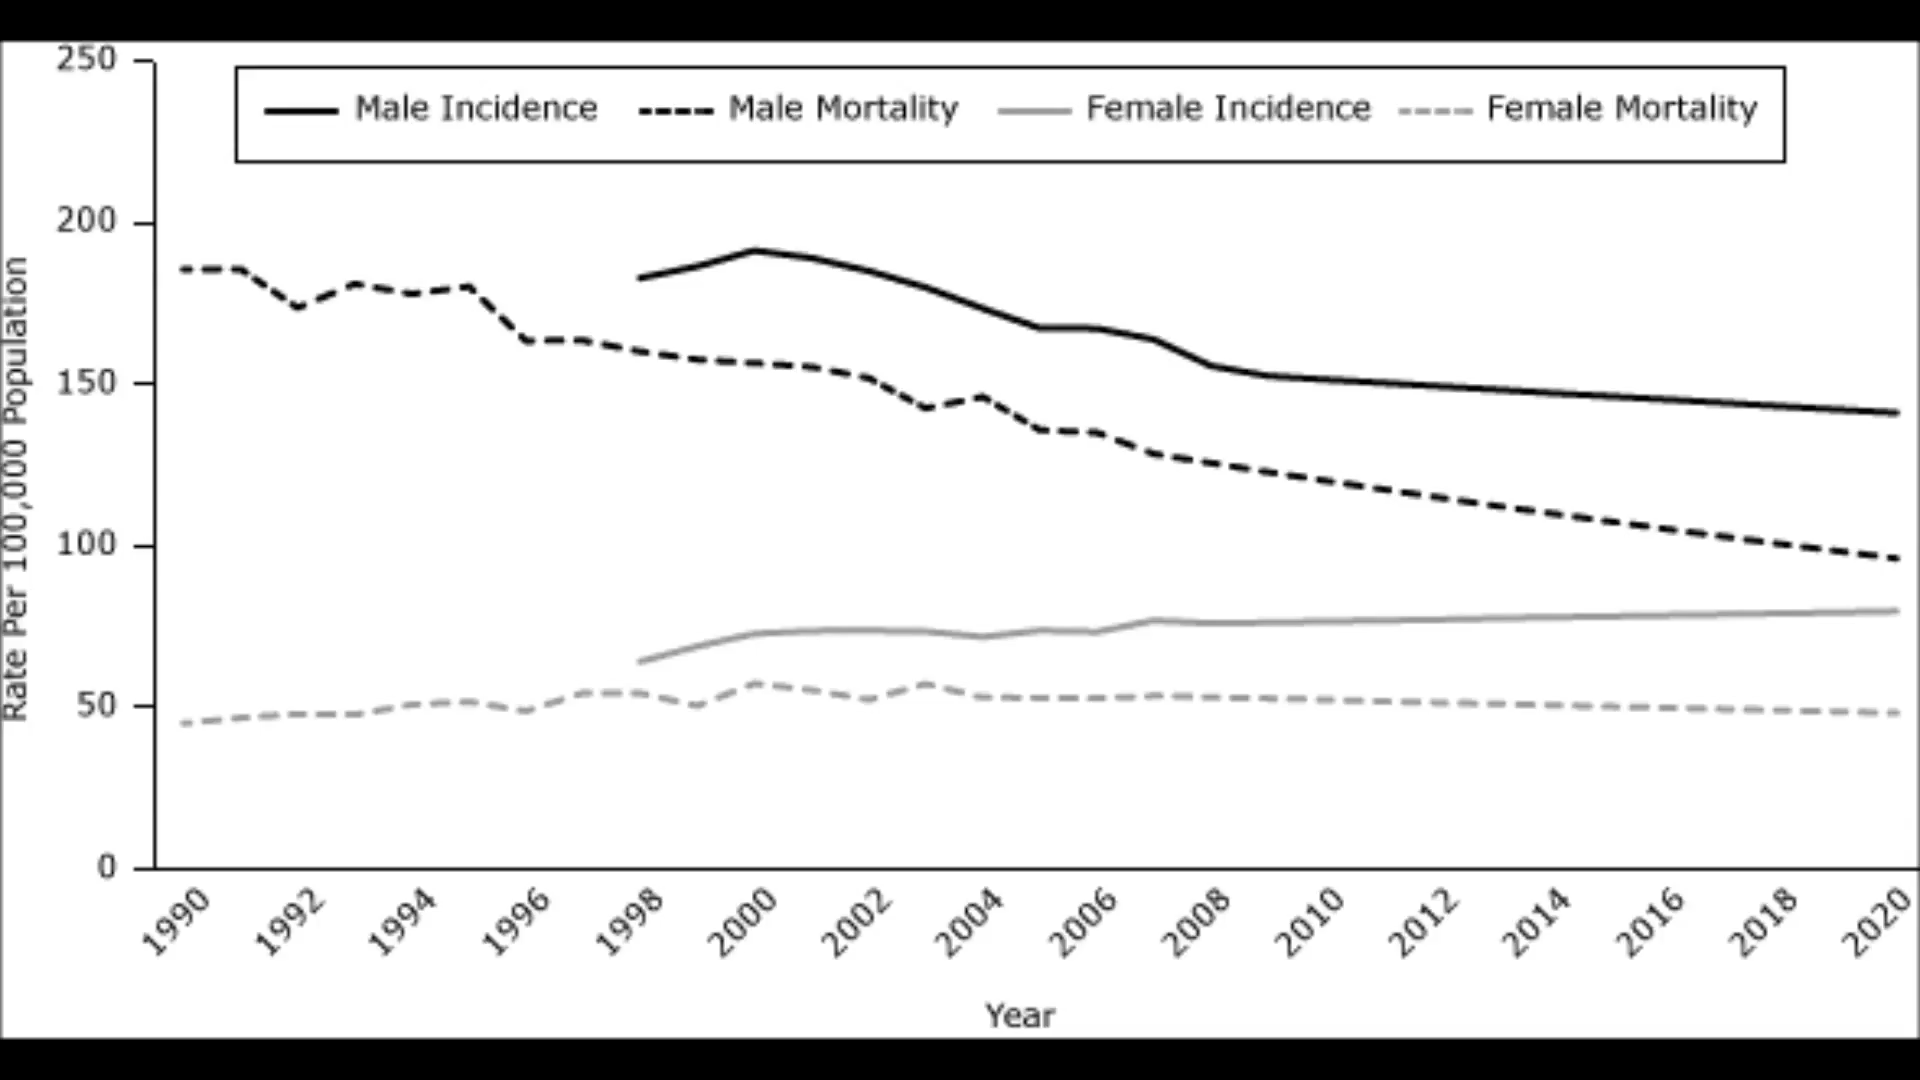 250
Male Incidence Male Mortality Female Incidence Female Mortality
200
150
100
50
0
Rate Per 100,000 Population
1990 1992 1994 1996 1998 2000 2002 2004 2006 2008 2010 2012 2014 2016 2018 2020
Year